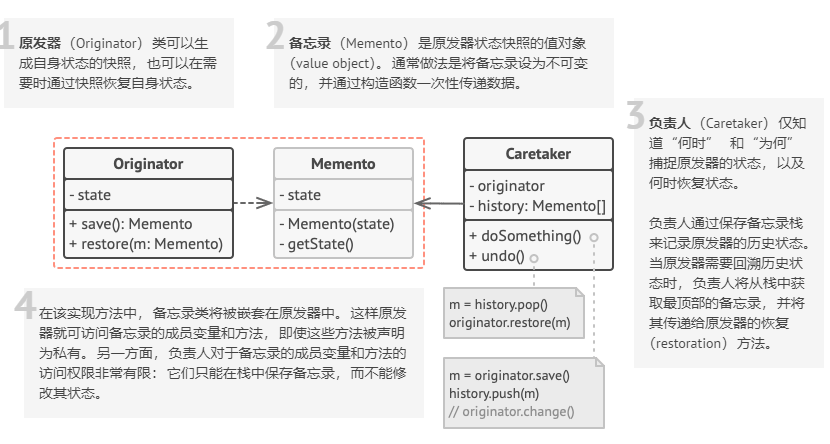 1
原发器 （Originator） 类可以生
成自身状态的快照， 也可以在需
要时通过快照恢复自身状态。
2
备忘录 （Memento） 是原发器状态快照的值对象
（value object）。 通常做法是将备忘录设为不可变
的， 并通过构造函数一次性传递数据。
3
负责人 （Caretaker） 仅知
道 “何时” 和 “为何”
捕捉原发器的状态， 以及
何时恢复状态。
负责人通过保存备忘录栈
来记录原发器的历史状态。
当原发器需要回溯历史状
态时， 负责人将从栈中获
取最顶部的备忘录， 并将
其传递给原发器的恢复
（restoration） 方法。
Originator
- state
+ save(): Memento
+ restore(m: Memento)
Memento
- state
- Memento(state)
- getState()
Caretaker
- originator
- history: Memento[]
+ doSomething()
+ undo()
m = history.pop()
originator.restore(m)
m = originator.save()
history.push(m)
// originator.change()
4
在该实现方法中， 备忘录类将被嵌套在原发器中。 这样原发
器就可访问备忘录的成员变量和方法， 即使这些方法被声明
为私有。 另一方面， 负责人对于备忘录的成员变量和方法的
访问权限非常有限： 它们只能在栈中保存备忘录， 而不能修
改其状态。